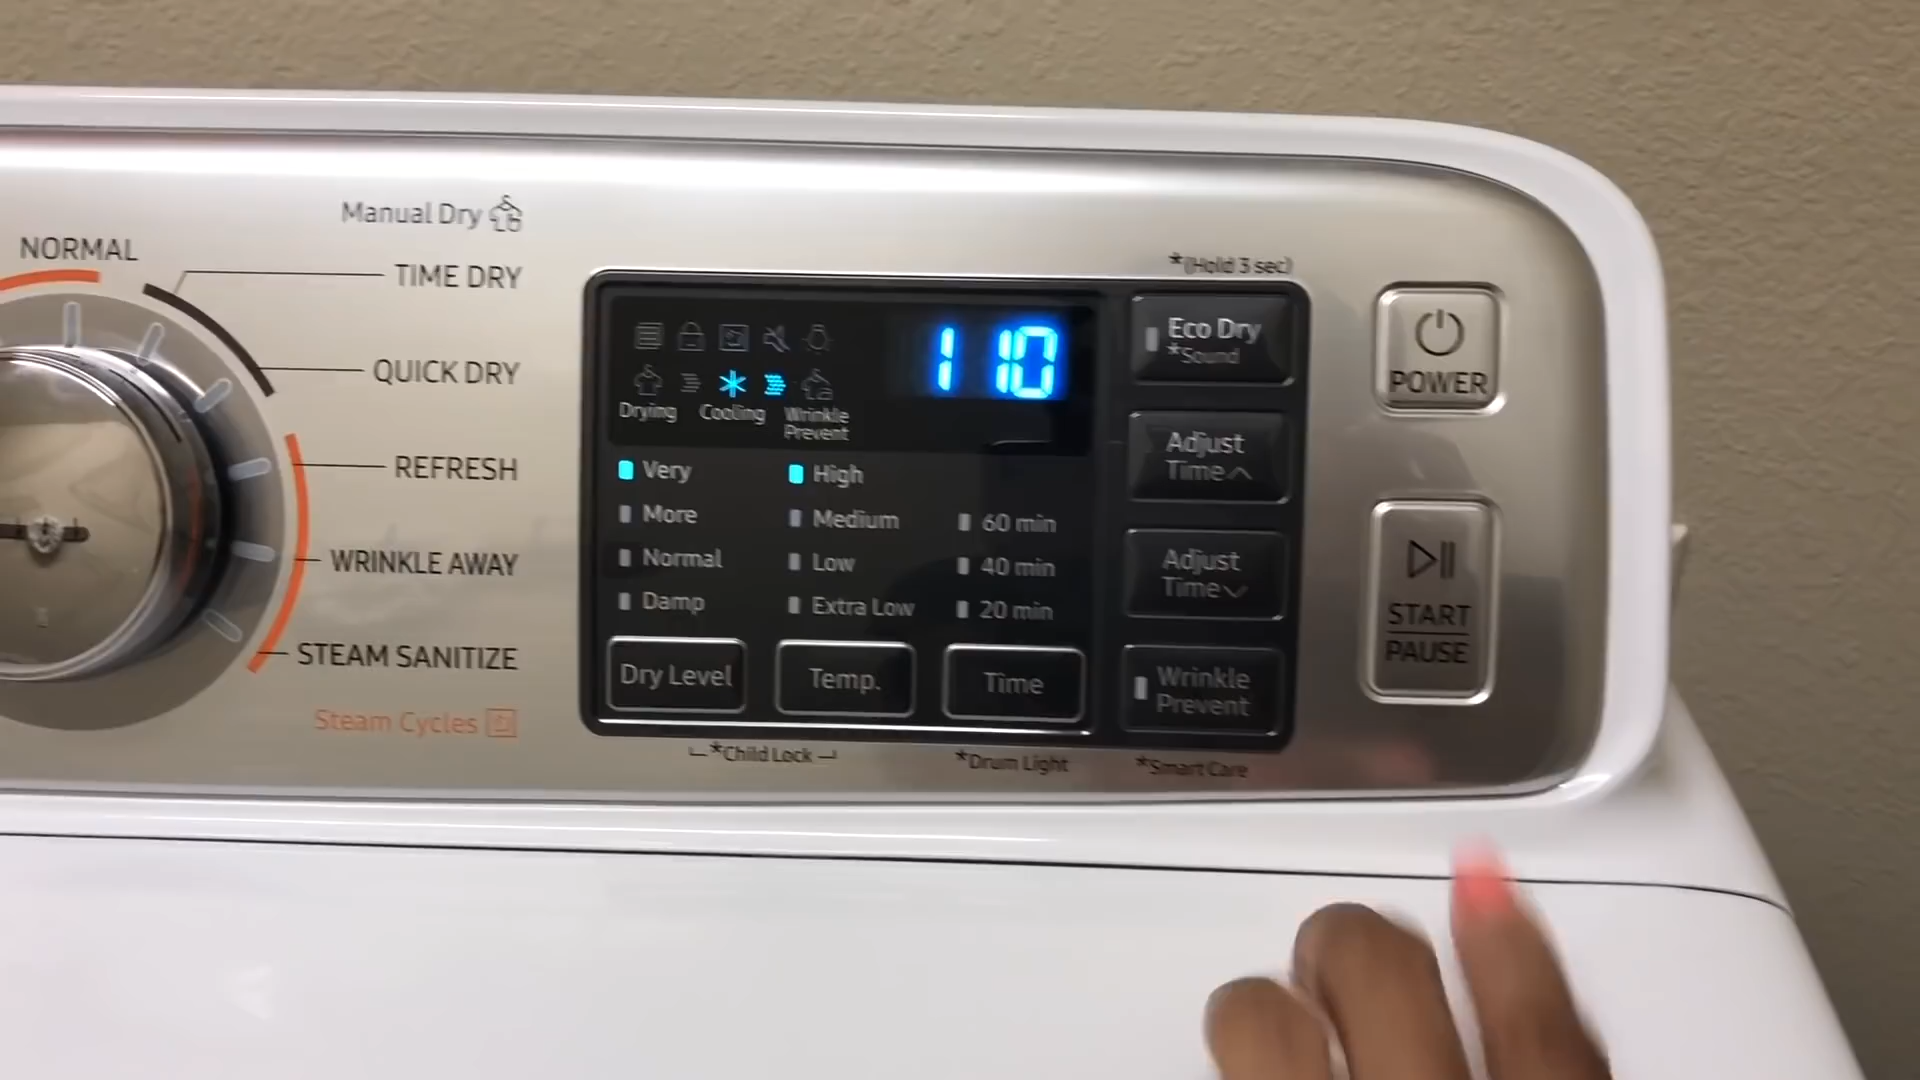 Manual Dry
NORMAL
TIME DRY
QUICK DRY
REFRESH
WRINKLE AWAY
STEAM SANITIZE
Steam Cycles
1 10
Drying
Cooling
Wrinkle
Prevent
Very
More
Normal
Damp
High
Medium
Low
Extra Low
60 min
40 min
20 min
Dry Level
Temp.
Time
*Child Lock
*Drum Light
*Smart Care
*(Hold 3 sec)
Eco Dry
*Sound
Adjust
Time
Adjust
Time
Wrinkle
Prevent
POWER
START
PAUSE